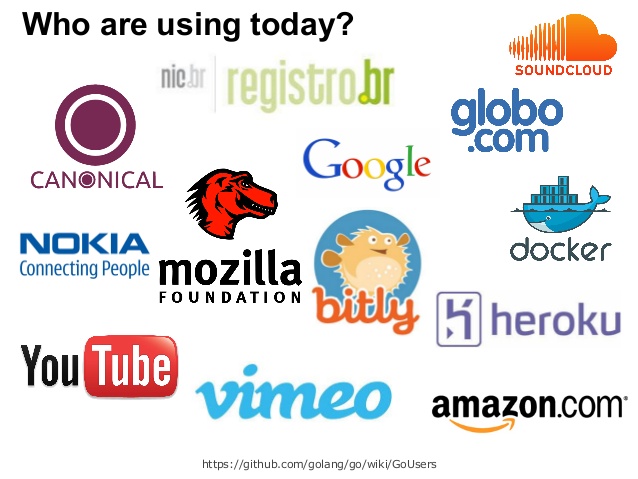 Who are using today?
SOUNDCLOUD
nic.br registro.br
globo
.com
CANONICAL
Google
NOKIA
Connecting People
mozilla
FOUNDATION
bitly
docker
heroku
YouTube
vimeo
amazon.com
https://github.com/golang/go/wiki/GoUsers